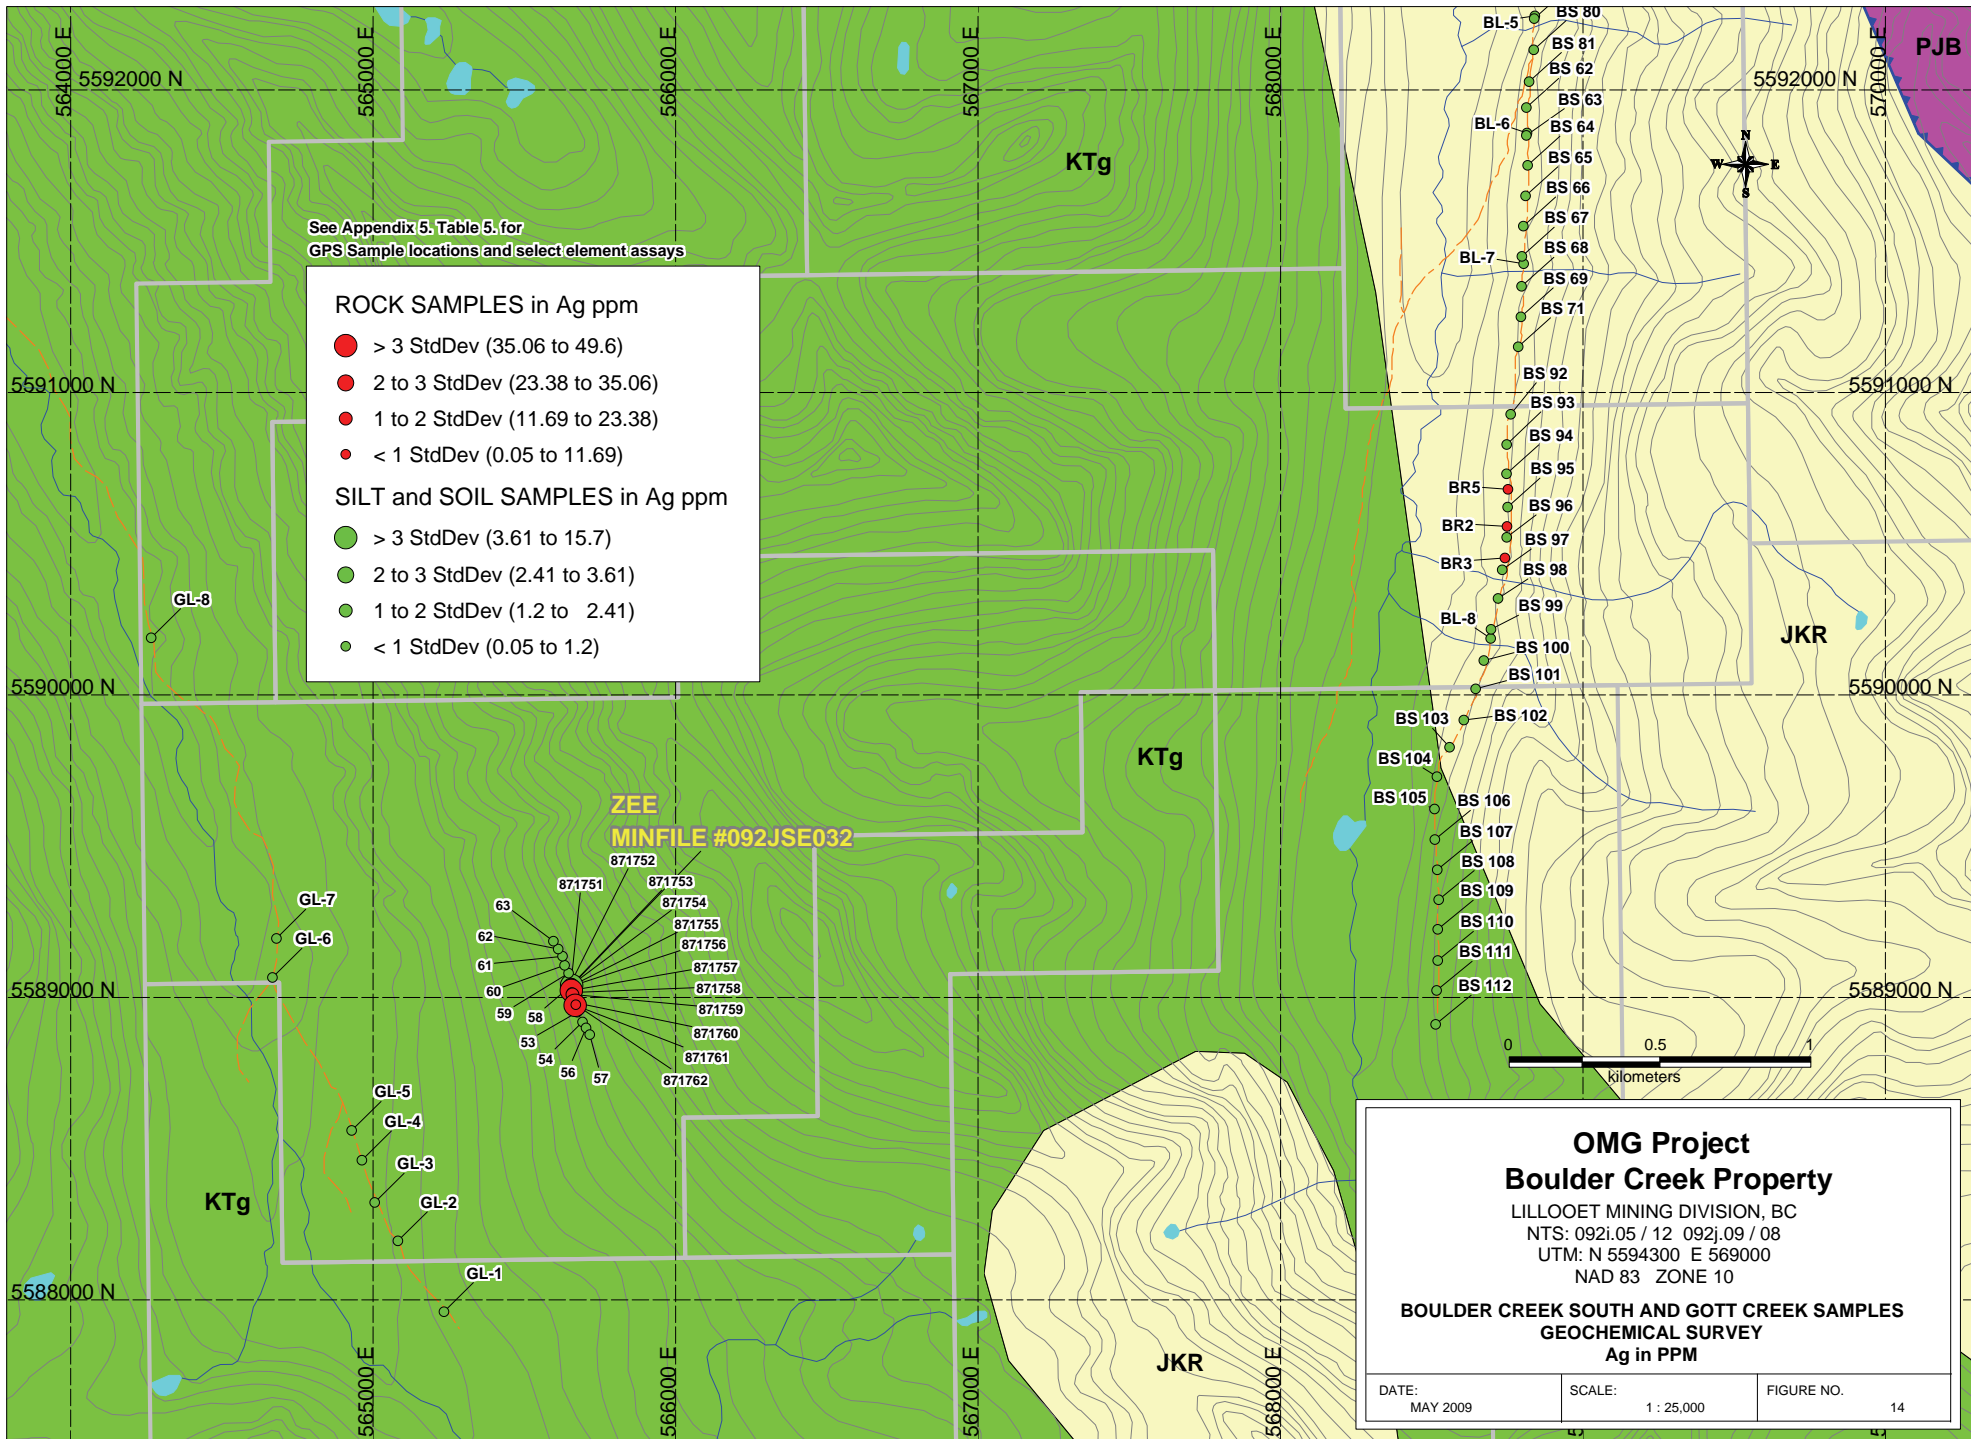 564000 E
565000 E
566000 E
567000 E
568000 E
570000 E
5592000 N
5592000 N
BL-5
BS 80
BS 81
BS 62
BS 63
BL-6
BS 64
BS 65
BS 66
BS 67
BS 68
BL-7
BS 69
BS 71
PJB
N
W
E
S
KTg
See Appendix 5. Table 5. for
GPS Sample locations and select element assays
ROCK SAMPLES in Ag ppm
> 3 StdDev (35.06 to 49.6)
2 to 3 StdDev (23.38 to 35.06)
1 to 2 StdDev (11.69 to 23.38)
< 1 StdDev (0.05 to 11.69)
SILT and SOIL SAMPLES in Ag ppm
> 3 StdDev (3.61 to 15.7)
2 to 3 StdDev (2.41 to 3.61)
1 to 2 StdDev (1.2 to 2.41)
< 1 StdDev (0.05 to 1.2)
5591000 N
5591000 N
BS 92
BS 93
BS 94
BS 95
BR5
BS 96
BR2
BS 97
BR3
BS 98
BS 99
BL-8
BS 100
BS 101
BS 102
BS 103
JKR
GL-8
5590000 N
5590000 N
KTg
BS 104
BS 105
BS 106
BS 107
BS 108
BS 109
BS 110
BS 111
BS 112
ZEE
MINFILE #092JSE032
871752
871751
871753
871754
871755
871756
871757
871758
871759
871760
871761
871762
63
62
61
60
59
58
53
54
56
57
GL-7
GL-6
5589000 N
5589000 N
0
0.5
1
kilometers
GL-5
GL-4
GL-3
GL-2
GL-1
KTg
5588000 N
JKR
565000 E
566000 E
567000 E
568000 E
OMG Project
Boulder Creek Property
LILLOOET MINING DIVISION, BC
NTS: 092i.05 / 12 092j.09 / 08
UTM: N 5594300 E 569000
NAD 83 ZONE 10
BOULDER CREEK SOUTH AND GOTT CREEK SAMPLES
GEOCHEMICAL SURVEY
Ag in PPM
DATE:
MAY 2009
SCALE:
1 : 25,000
FIGURE NO.
14